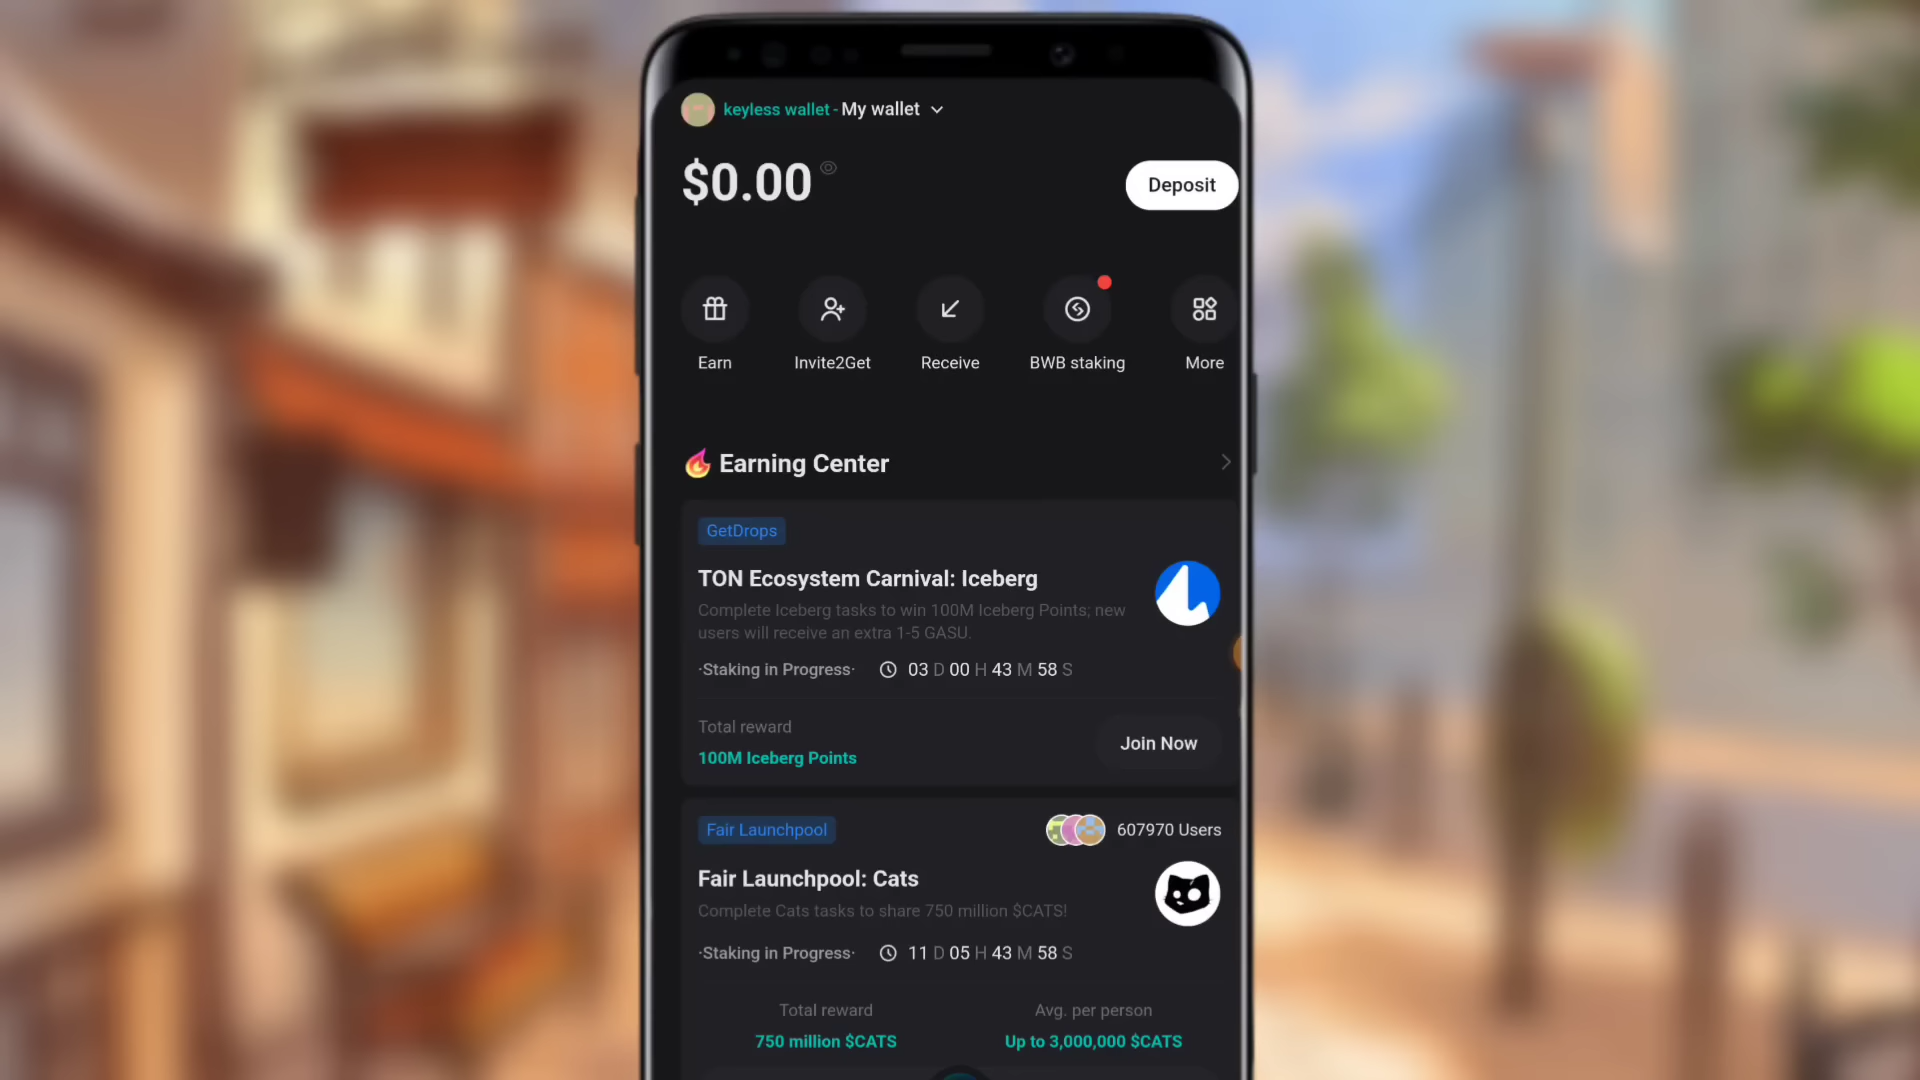 keyless wallet - My wallet
$0.00
Deposit
Earn
Invite2Get
Receive
BWB staking
More
Earning Center
GetDrops
TON Ecosystem Carnival: Iceberg
Complete Iceberg tasks to win 100M Iceberg Points; new
users will receive an extra 1-5 GASU.
·Staking in Progress· 03 D 00 H 43 M 58 S
Total reward
100M Iceberg Points
Join Now
Fair Launchpool
607970 Users
Fair Launchpool: Cats
Complete Cats tasks to share 750 million $CATS!
·Staking in Progress· 11 D 05 H 43 M 58 S
Total reward
750 million $CATS
Avg. per person
Up to 3,000,000 $CATS